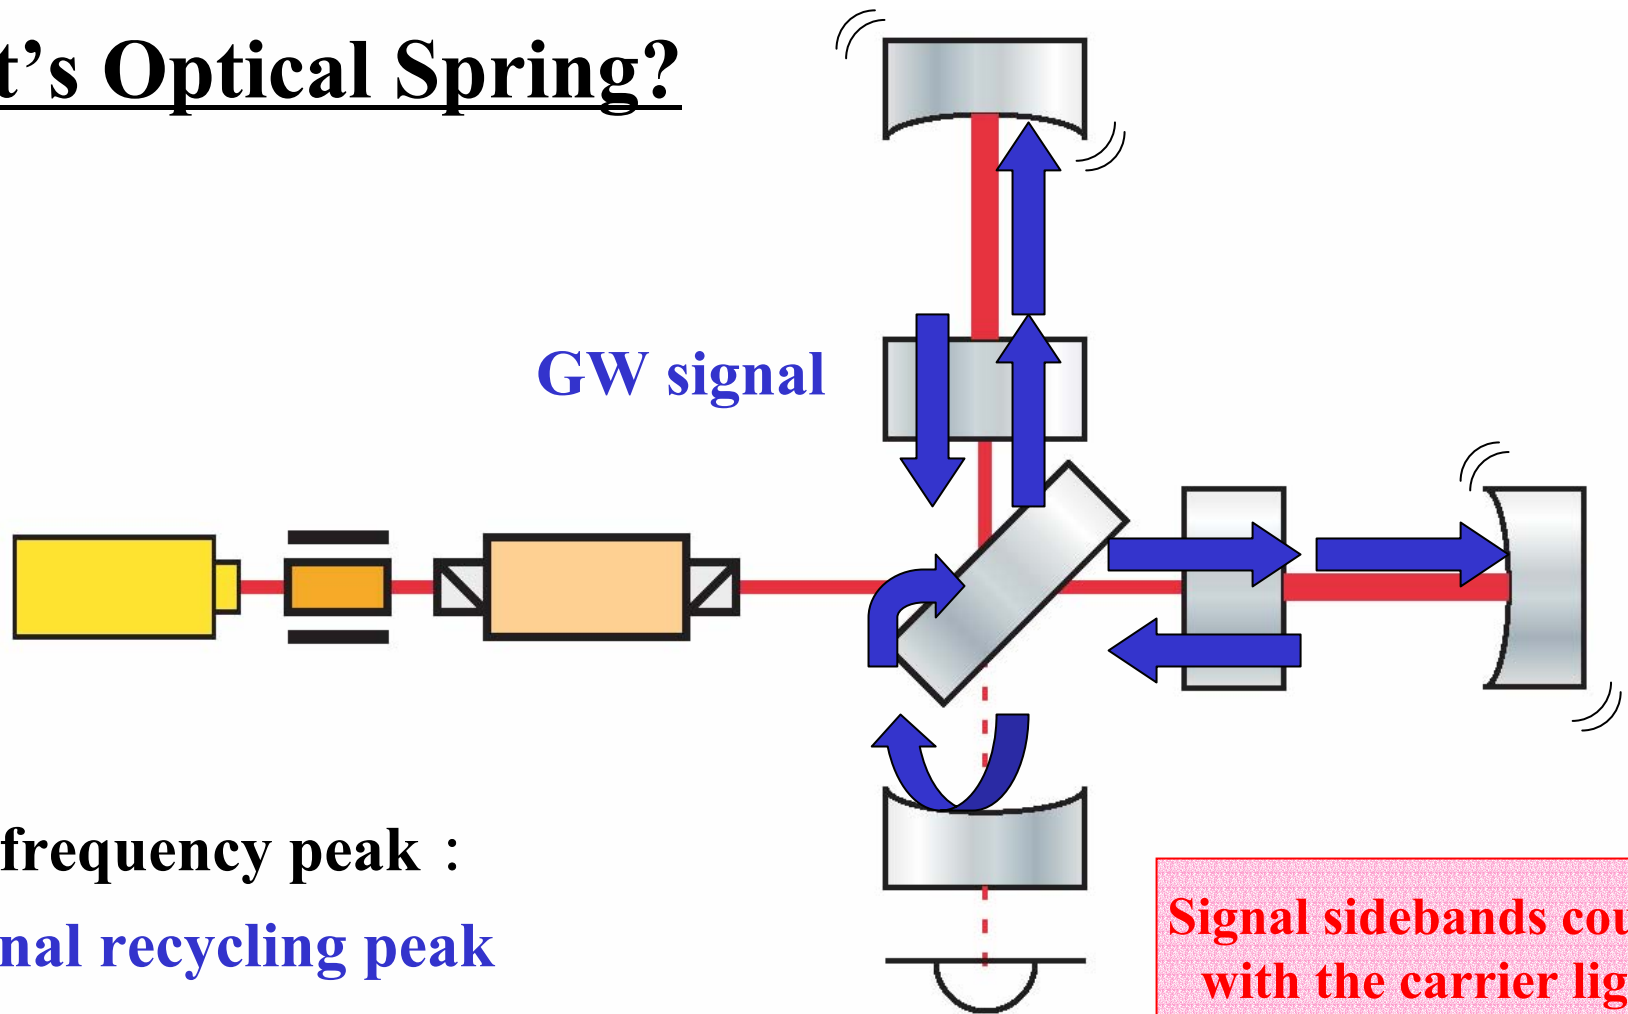 t’s Optical Spring?
GW signal
frequency peak：
nal recycling peak
Signal sidebands cou
with the carrier lig